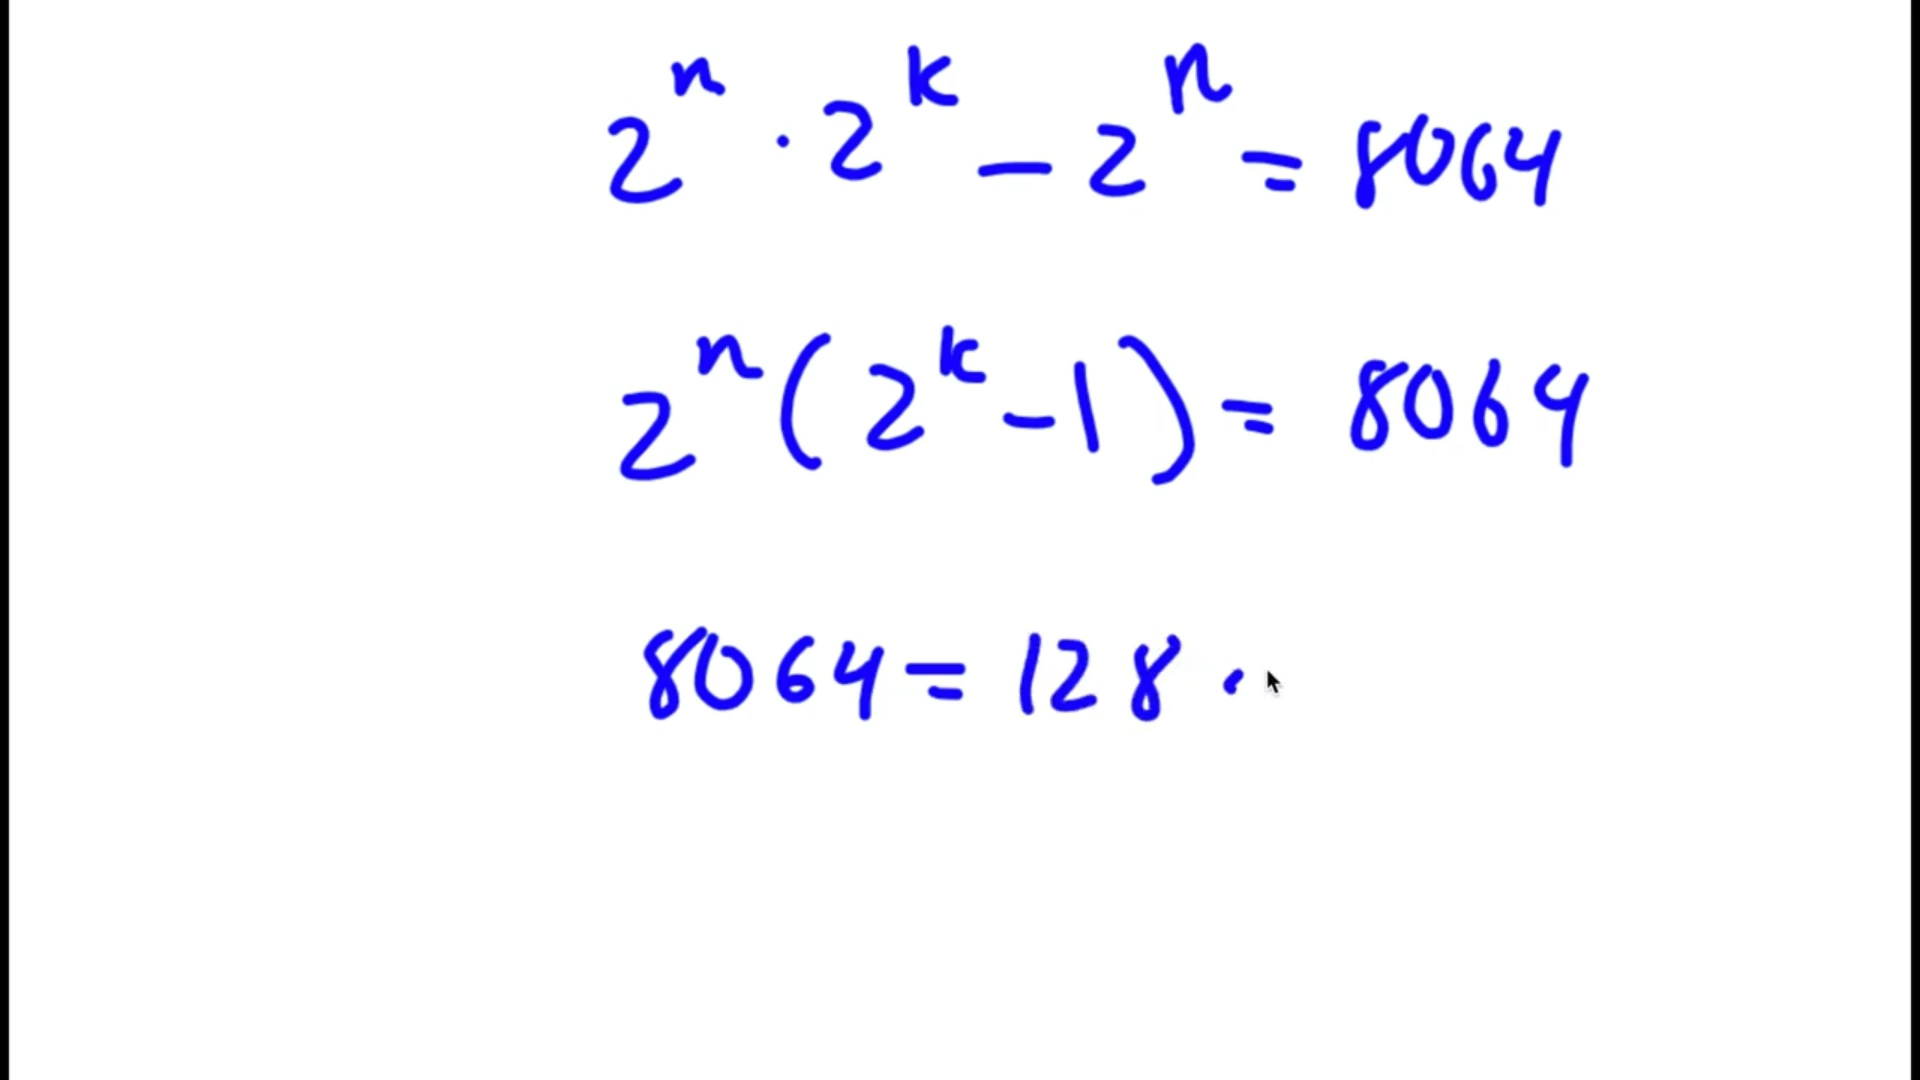 2^n · 2^k - 2^n = 8064
2^n (2^k - 1) = 8064
8064 = 128 ·